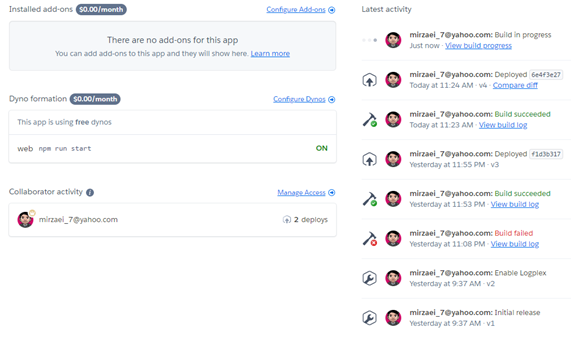 Installed add-ons $0.00/month
Configure Add-ons
There are no add-ons for this app
You can add add-ons to this app and they will show here. Learn more
Dyno formation $0.00/month
Configure Dynos
This app is using free dynos
web npm run start
ON
Collaborator activity
Manage Access
mirzaei_7@yahoo.com
2 deploys
Latest activity
mirzaei_7@yahoo.com: Build in progress
Just now · View build progress
mirzaei_7@yahoo.com: Deployed 6e4f3e27
Today at 11:24 AM · v4 · Compare diff
mirzaei_7@yahoo.com: Build succeeded
Today at 11:23 AM · View build log
mirzaei_7@yahoo.com: Deployed f1d3b317
Yesterday at 11:55 PM · v3
mirzaei_7@yahoo.com: Build succeeded
Yesterday at 11:53 PM · View build log
mirzaei_7@yahoo.com: Build failed
Yesterday at 11:08 PM · View build log
mirzaei_7@yahoo.com: Enable Logplex
Yesterday at 9:37 AM · v2
mirzaei_7@yahoo.com: Initial release
Yesterday at 9:37 AM · v1